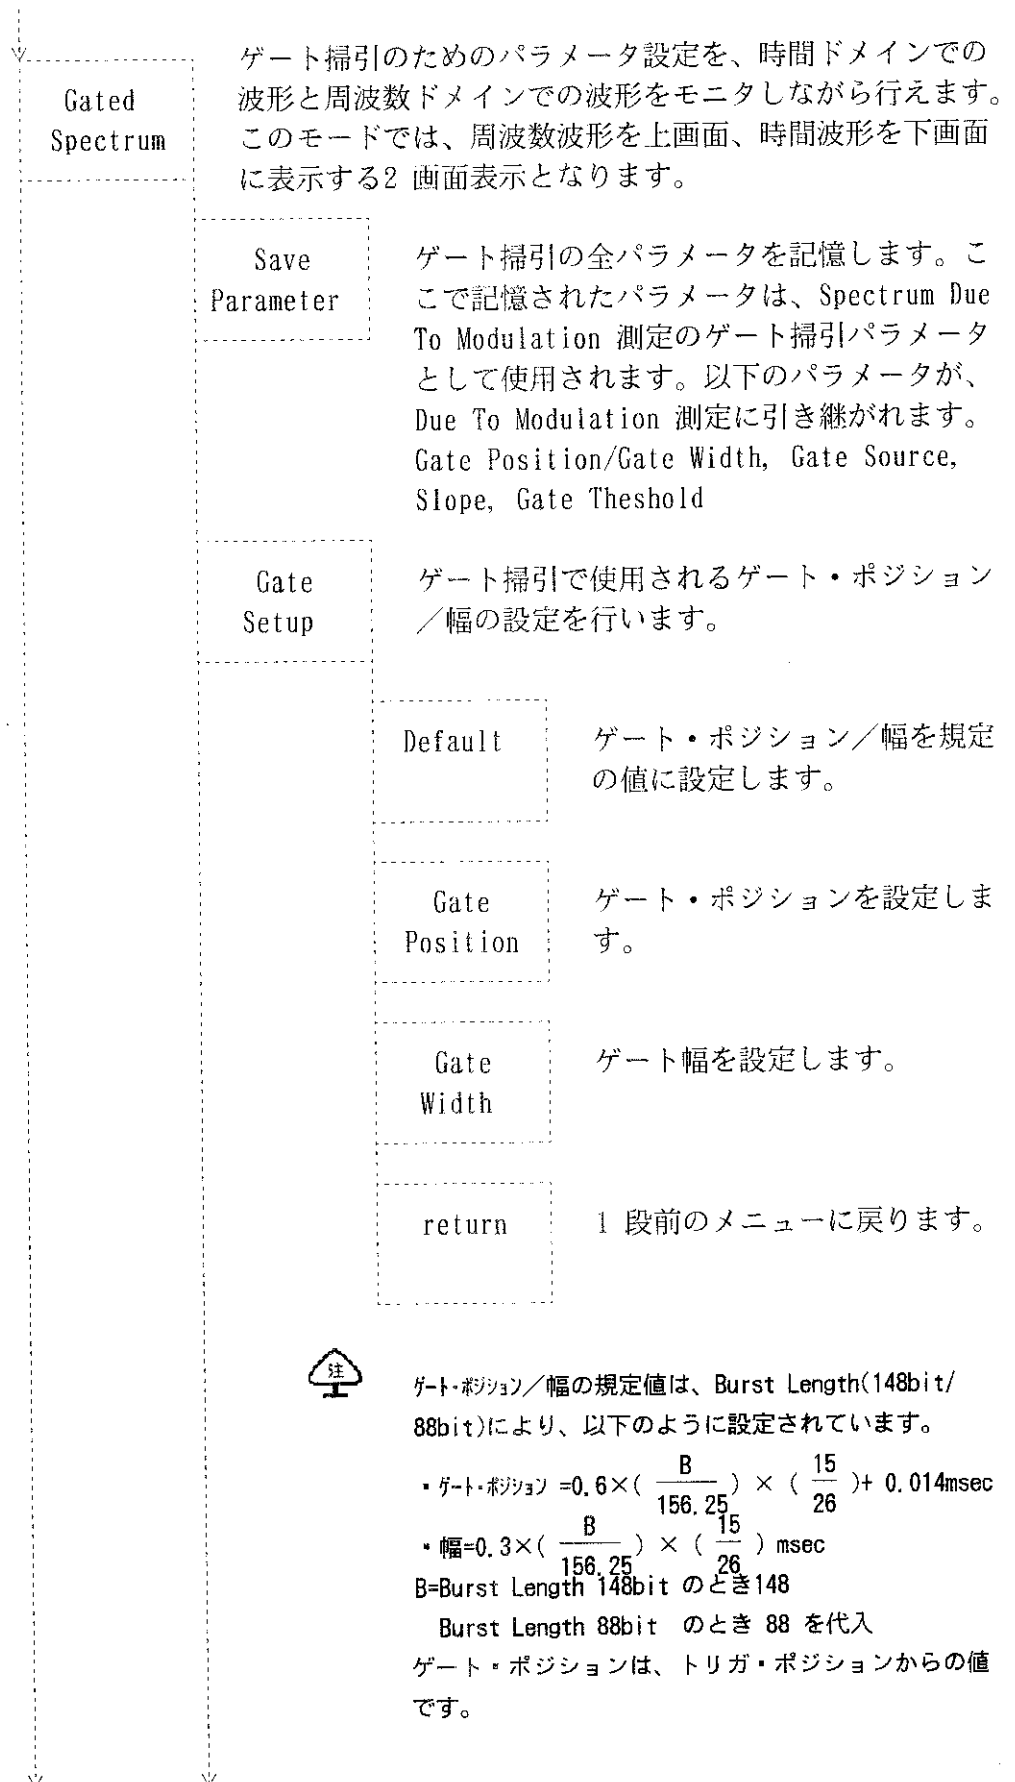 ゲート掃引のためのパラメータ設定を、時間ドメインでの
波形と周波数ドメインでの波形をモニタしながら行えます。
このモードでは、周波数波形を上画面、時間波形を下画面
に表示する2 画面表示となります。
Gated
Spectrum
Save
Parameter
ゲート掃引の全パラメータを記憶します。こ
こで記憶されたパラメータは、Spectrum Due
To Modulation 測定のゲート掃引パラメータ
として使用されます。以下のパラメータが、
Due To Modulation 測定に引き継がれます。
Gate Position/Gate Width, Gate Source,
Slope, Gate Theshold
Gate
Setup
ゲート掃引で使用されるゲート・ポジション
／幅の設定を行います。
Default
ゲート・ポジション／幅を規定
の値に設定します。
Gate
Position
ゲート・ポジションを設定しま
す。
Gate
Width
ゲート幅を設定します。
return
1 段前のメニューに戻ります。
注
ゲート・ポジション／幅の規定値は、Burst Length(148bit/
88bit)により、以下のように設定されています。
・ゲート・ポジション =0.6×( B/156.25 ) × ( 15/26 )+ 0.014msec
・幅=0.3×( B/156.25 ) × ( 15/26 ) msec
B=Burst Length 148bit のとき148
Burst Length 88bit のとき 88 を代入
ゲート・ポジションは、トリガ・ポジションからの値
です。